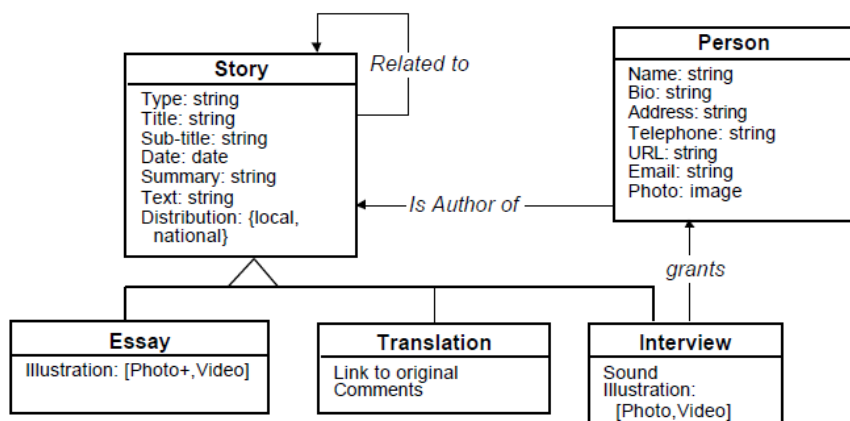 Story
Type: string
Title: string
Sub-title: string
Date: date
Summary: string
Text: string
Distribution: {local,
national}
Related to
Person
Name: string
Bio: string
Address: string
Telephone: string
URL: string
Email: string
Photo: image
Is Author of
grants
Essay
Illustration: [Photo+,Video]
Translation
Link to original
Comments
Interview
Sound
Illustration:
[Photo,Video]